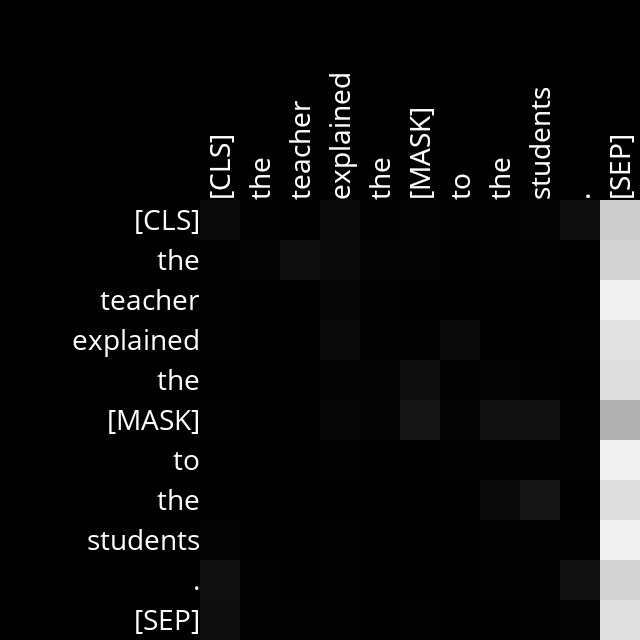 [CLS] the teacher explained the [MASK] to the students . [SEP]
[CLS]
the
teacher
explained
the
[MASK]
to
the
students
.
[SEP]